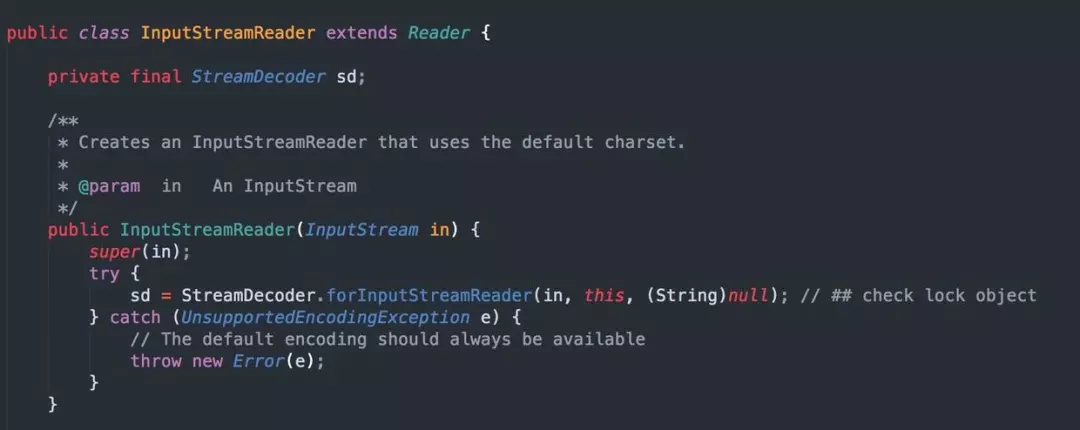 public class InputStreamReader extends Reader {
private final StreamDecoder sd;
/**
* Creates an InputStreamReader that uses the default charset.
*
* @param  in   An InputStream
*/
public InputStreamReader(InputStream in) {
super(in);
try {
sd = StreamDecoder.forInputStreamReader(in, this, (String)null); // ## check lock object
} catch (UnsupportedEncodingException e) {
// The default encoding should always be available
throw new Error(e);
}
}